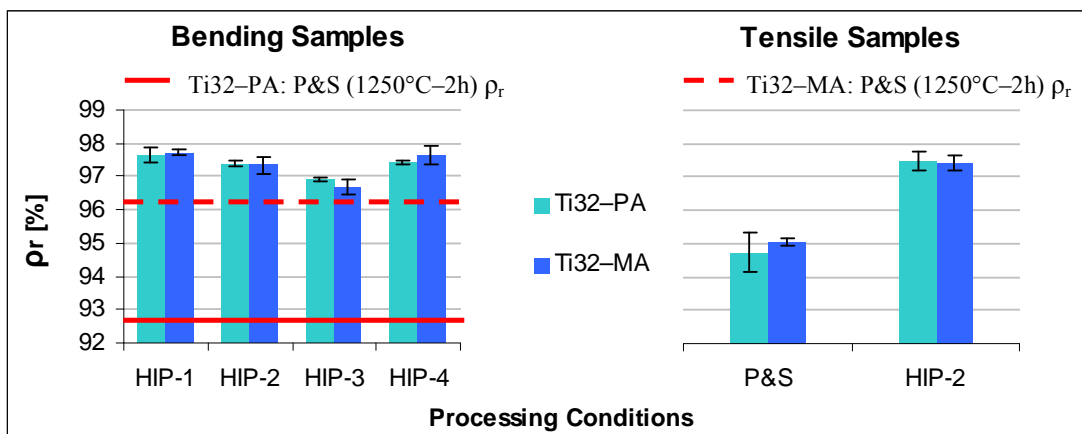 Bending Samples
Tensile Samples
Ti32–PA: P&S (1250°C–2h) ρr
Ti32–MA: P&S (1250°C–2h) ρr
99
98
97
96
95
94
93
92
ρr [%]
Ti32–PA
Ti32–MA
HIP-1 HIP-2 HIP-3 HIP-4
P&S HIP-2
Processing Conditions